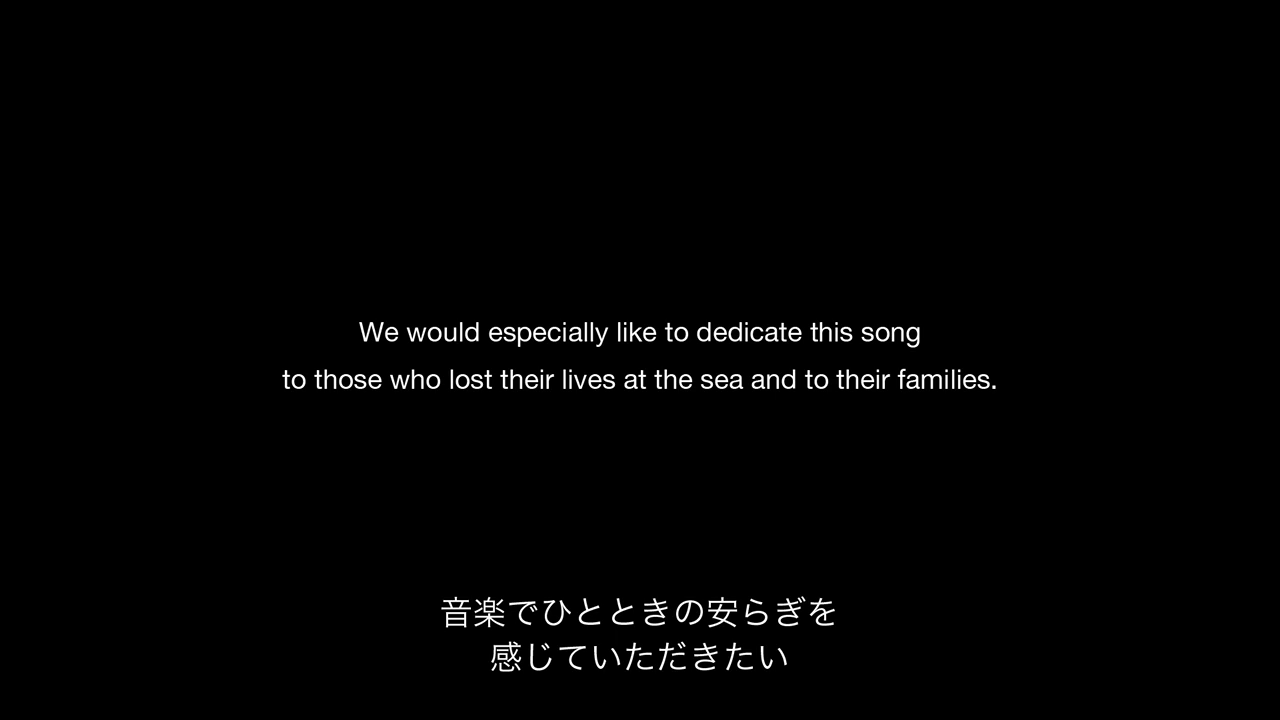 We would especially like to dedicate this song
to those who lost their lives at the sea and to their families.
音楽でひとときの安らぎを
感じていただきたい